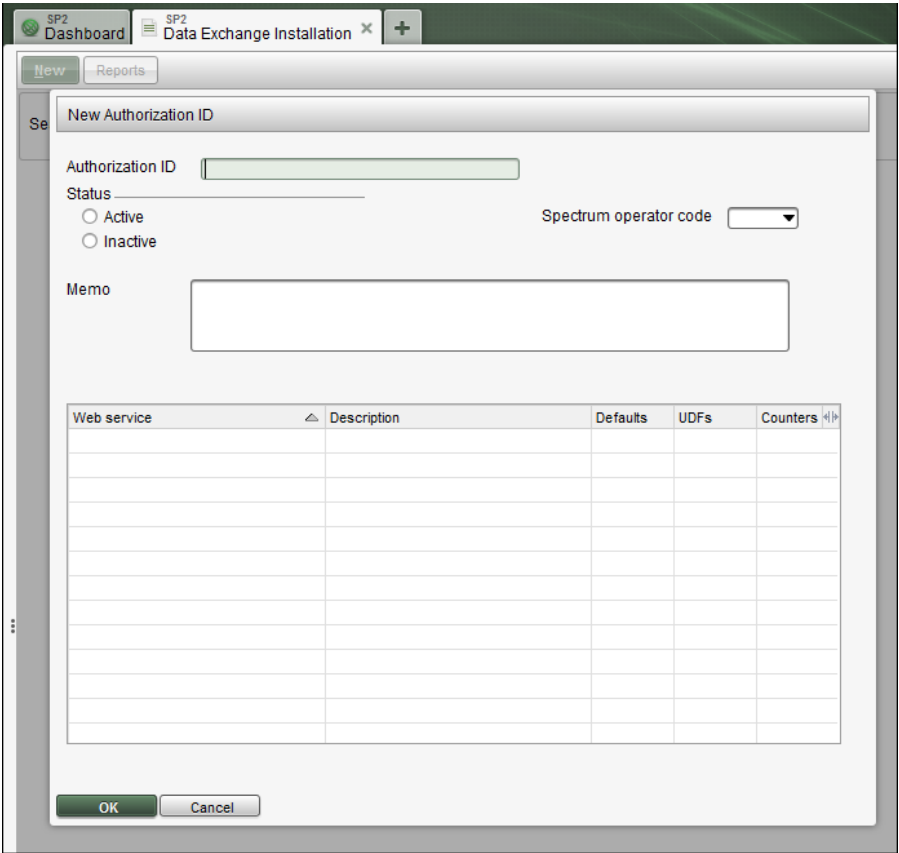 SP2
Dashboard
SP2
Data Exchange Installation
New
Reports
Se
New Authorization ID
Authorization ID
Status
Active
Spectrum operator code
Inactive
Memo
Web service Description Defaults UDFs Counters
OK Cancel